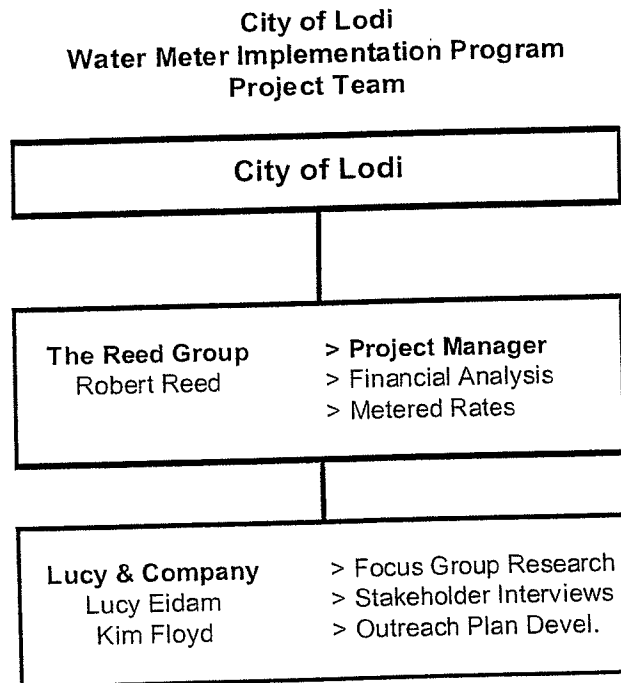 City of Lodi
Water Meter Implementation Program
Project Team
City of Lodi
The Reed Group
Robert Reed
> Project Manager
> Financial Analysis
> Metered Rates
Lucy & Company
Lucy Eidam
Kim Floyd
> Focus Group Research
> Stakeholder Interviews
> Outreach Plan Devel.